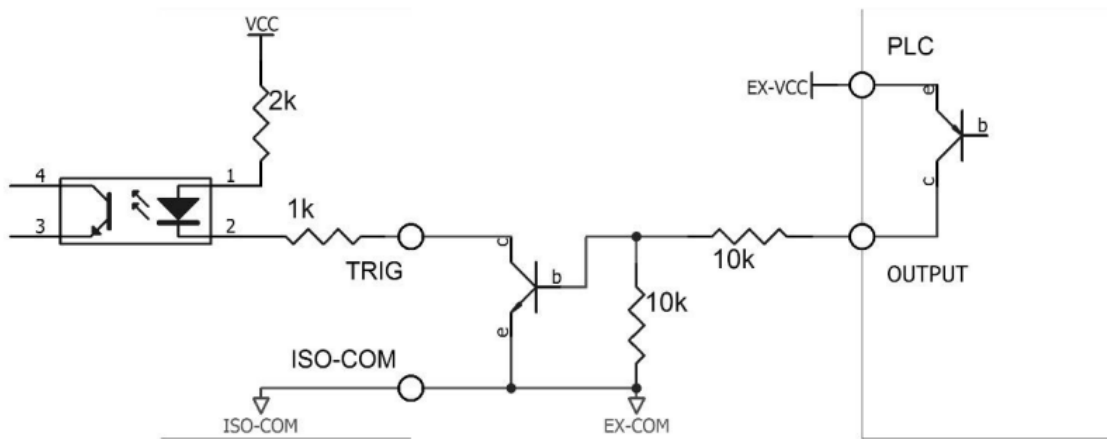 VCC
PLC
EX-VCC
e
b
2k
4
1
c
3
2
1k
c
TRIG
b
10k
OUTPUT
10k
e
ISO-COM
ISO-COM
EX-COM